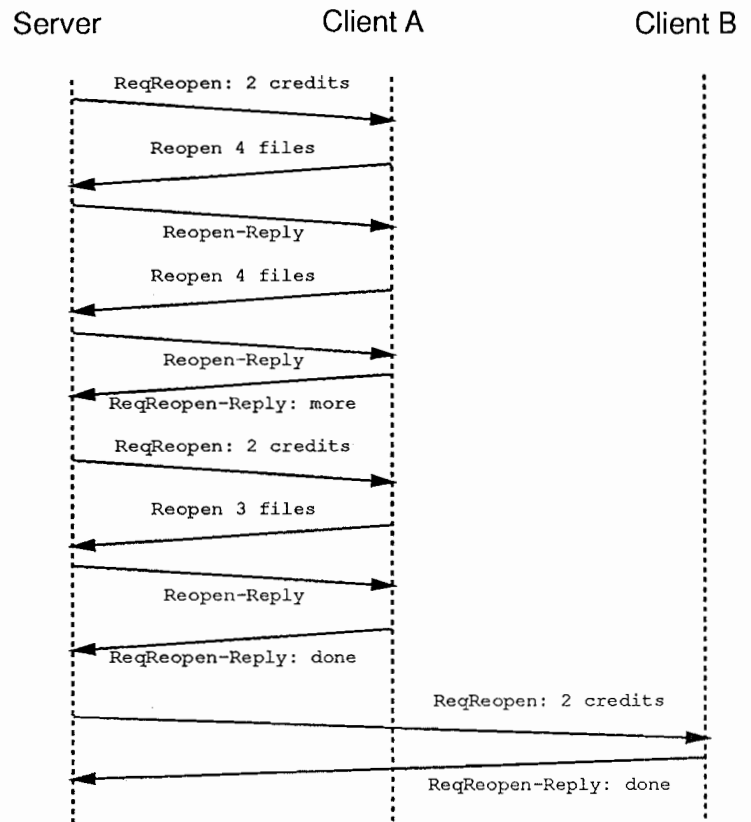 Server
Client A
Client B
ReqReopen: 2 credits
Reopen 4 files
Reopen-Reply
Reopen 4 files
Reopen-Reply
ReqReopen-Reply: more
ReqReopen: 2 credits
Reopen 3 files
Reopen-Reply
ReqReopen-Reply: done
ReqReopen: 2 credits
ReqReopen-Reply: done